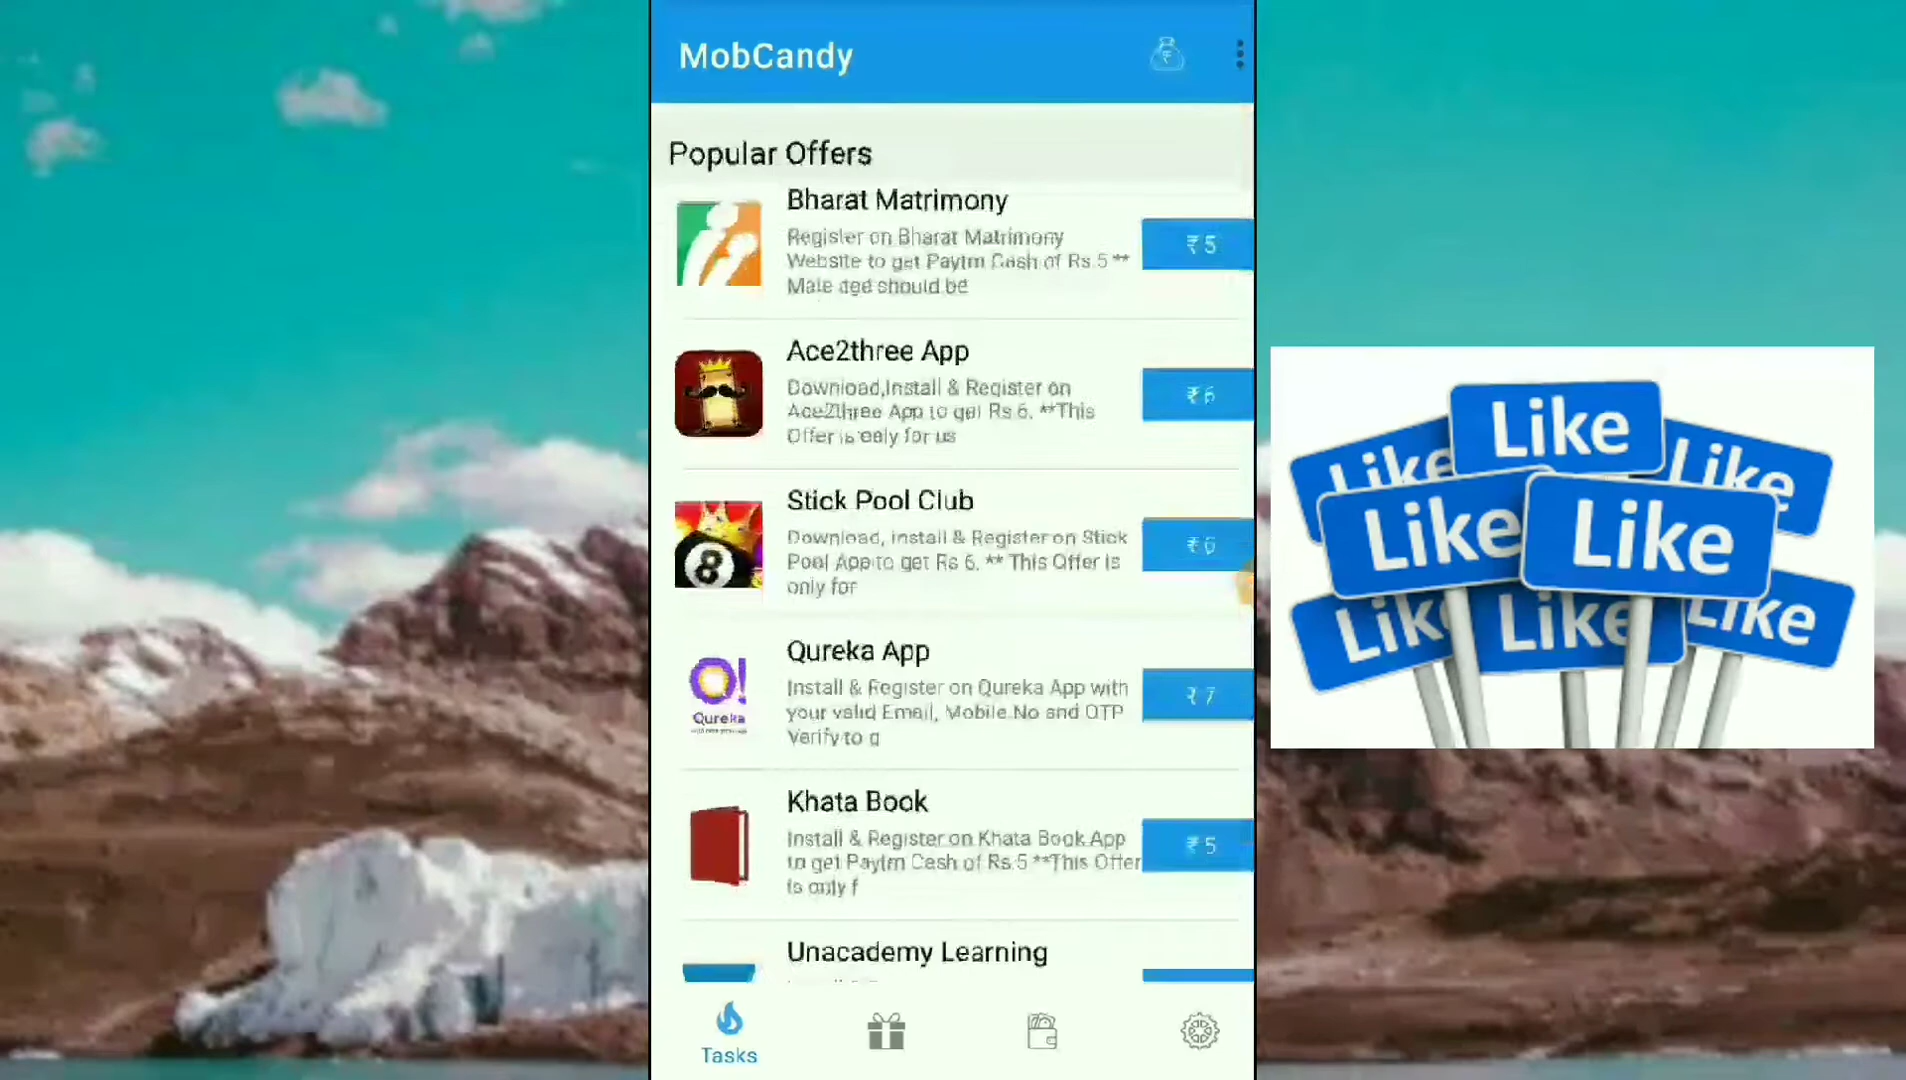 MobCandy
Popular Offers
Bharat Matrimony
Register on Bharat Matrimony
Website to get Paytm Cash of Rs.5 **
Male age should be
₹ 5
Ace2three App
Download,Install & Register on
Ace2three App to get Rs 6. **This
Offer is only for us
₹ 6
Stick Pool Club
Download, Install & Register on Stick
Pool App to get Rs 6. ** This Offer is
only for
₹ 6
8
Qureka App
Install & Register on Qureka App with
your valid Email, Mobile No and OTP
Verify to g
₹ 7
Q!
Qureka
Khata Book
Install & Register on Khata Book App
to get Paytm Cash of Rs 5 **This Offer
is only f
₹ 5
Unacademy Learning
Tasks
Like
Like
Like
Like
Like
Like
Like
Like